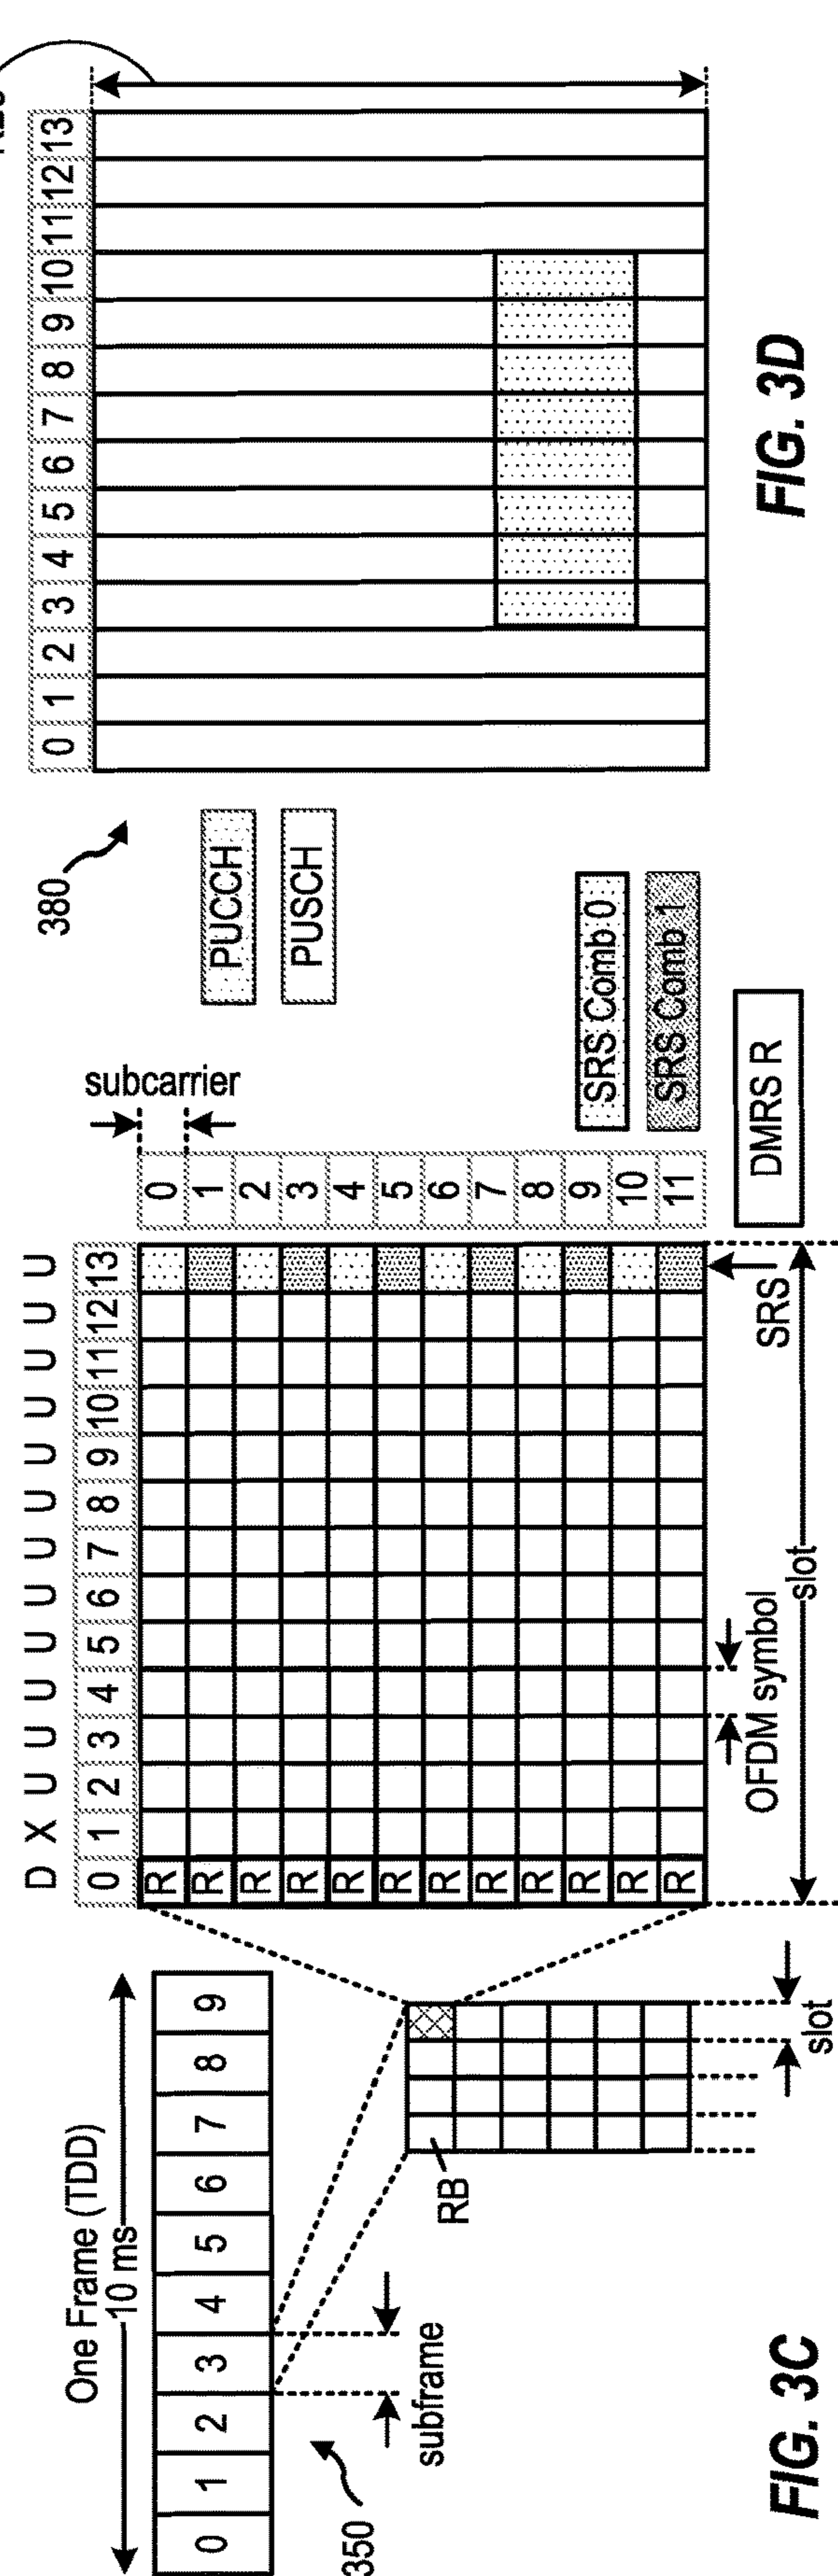 One Frame (TDD)
10 ms
0 1 2 3 4 5 6 7 8 9
350
subframe
RB
slot
FIG. 3C
D X U U U U U U U U U U U U
0 1 2 3 4 5 6 7 8 9 10 11 12 13
R
R
R
R
R
R
R
R
R
R
R
R
subcarrier
0
1
2
3
4
5
6
7
8
9
10
11
OFDM symbol
SRS
slot
SRS Comb 0
SRS Comb 1
DMRS R
380
PUCCH
PUSCH
0 1 2 3 4 5 6 7 8 9 10 11 12 13
FIG. 3D